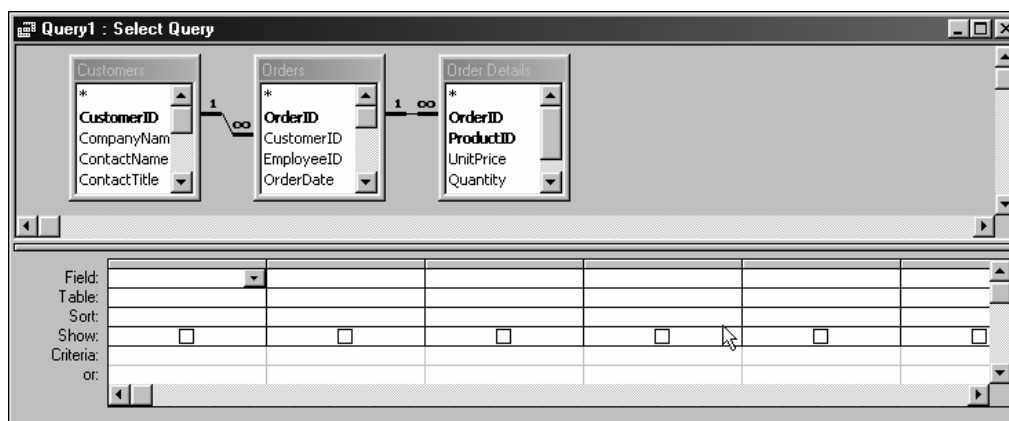 Query1 : Select Query
Customers
*
CustomerID
CompanyNam
ContactName
ContactTitle
1
∞
Orders
*
OrderID
CustomerID
EmployeeID
OrderDate
1
∞
Order Details
*
OrderID
ProductID
UnitPrice
Quantity
Field:
Table:
Sort:
Show:
Criteria:
or: